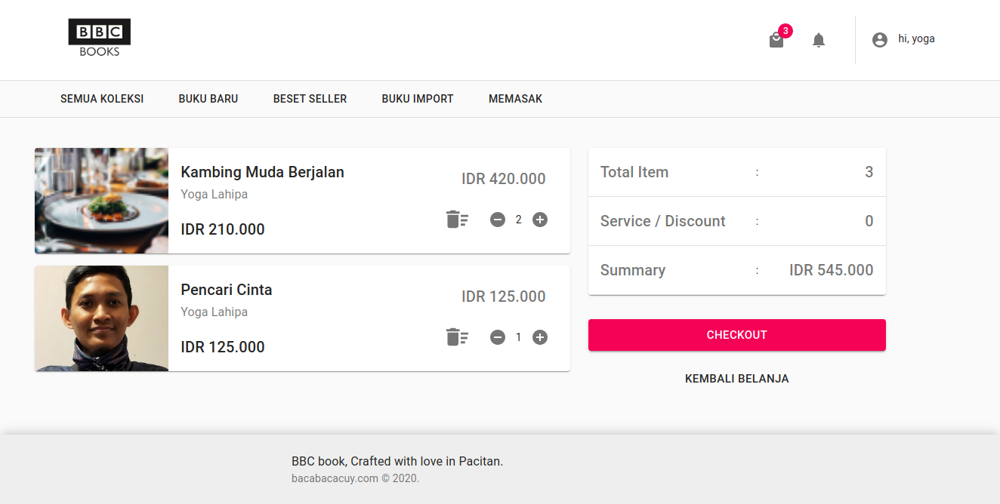 BBC
BOOKS
3
hi, yoga
SEMUA KOLEKSI
BUKU BARU
BESET SELLER
BUKU IMPORT
MEMASAK
Kambing Muda Berjalan
Yoga Lahipa
IDR 210.000
IDR 420.000
2
Pencari Cinta
Yoga Lahipa
IDR 125.000
IDR 125.000
1
Total Item : 3
Service / Discount : 0
Summary : IDR 545.000
CHECKOUT
KEMBALI BELANJA
BBC book, Crafted with love in Pacitan.
bacabacacuy.com © 2020.